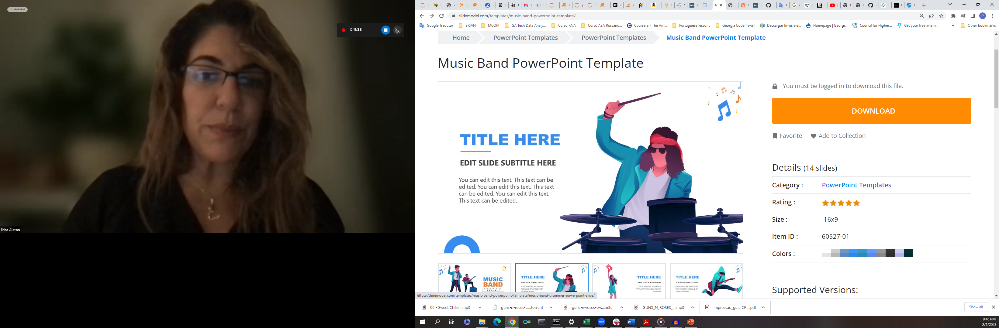 ID: 49084903
0:11:33
Erica Alston
slidemodel.com/templates/music-band-powerpoint-template/
Google Tradutor
BRIAN
MCOM
GA Tech Data Analy...
Curso RNA
Curso ASA Rossand...
Coursera - The Am...
Portuguese lessons
Georgia Code (laws)
Descargar livros ele...
Homepage | Georgi...
Council for Higher...
Get your free intern...
»
Other bookmarks
Home
PowerPoint Templates
PowerPoint Templates
Music Band PowerPoint Template
Music Band PowerPoint Template
TITLE HERE
EDIT SLIDE SUBTITLE HERE
You can edit this text. This text can be
edited. You can edit this text. This text
can be edited. You can edit this text.
This text can be edited.
MUSIC
BAND
PRESENTATION
TEMPLATE
TITLE HERE
EDIT SLIDE SUBTITLE HERE
TITLE HERE
EDIT SLIDE SUBTITLE HERE
TITLE HERE
EDIT SLIDE SUBTITLE HERE
You must be logged in to download this file.
DOWNLOAD
Favorite
Add to Collection
Details (14 slides)
Category : PowerPoint Templates
Rating :
Size : 16x9
Item ID : 60527-01
Colors :
Supported Versions:
https://slidemodel.com/templates/music-band-powerpoint-template/music-band-drummer-powerpoint-slide/
09 - Sweet Child....mp3
guns-n-roses-s....torrent
guns-n-roses-sw....m3u
GUNS_N_ROSES_....mp3
impressao_guia CR....pdf
Show all
9:46 PM
2/1/2023